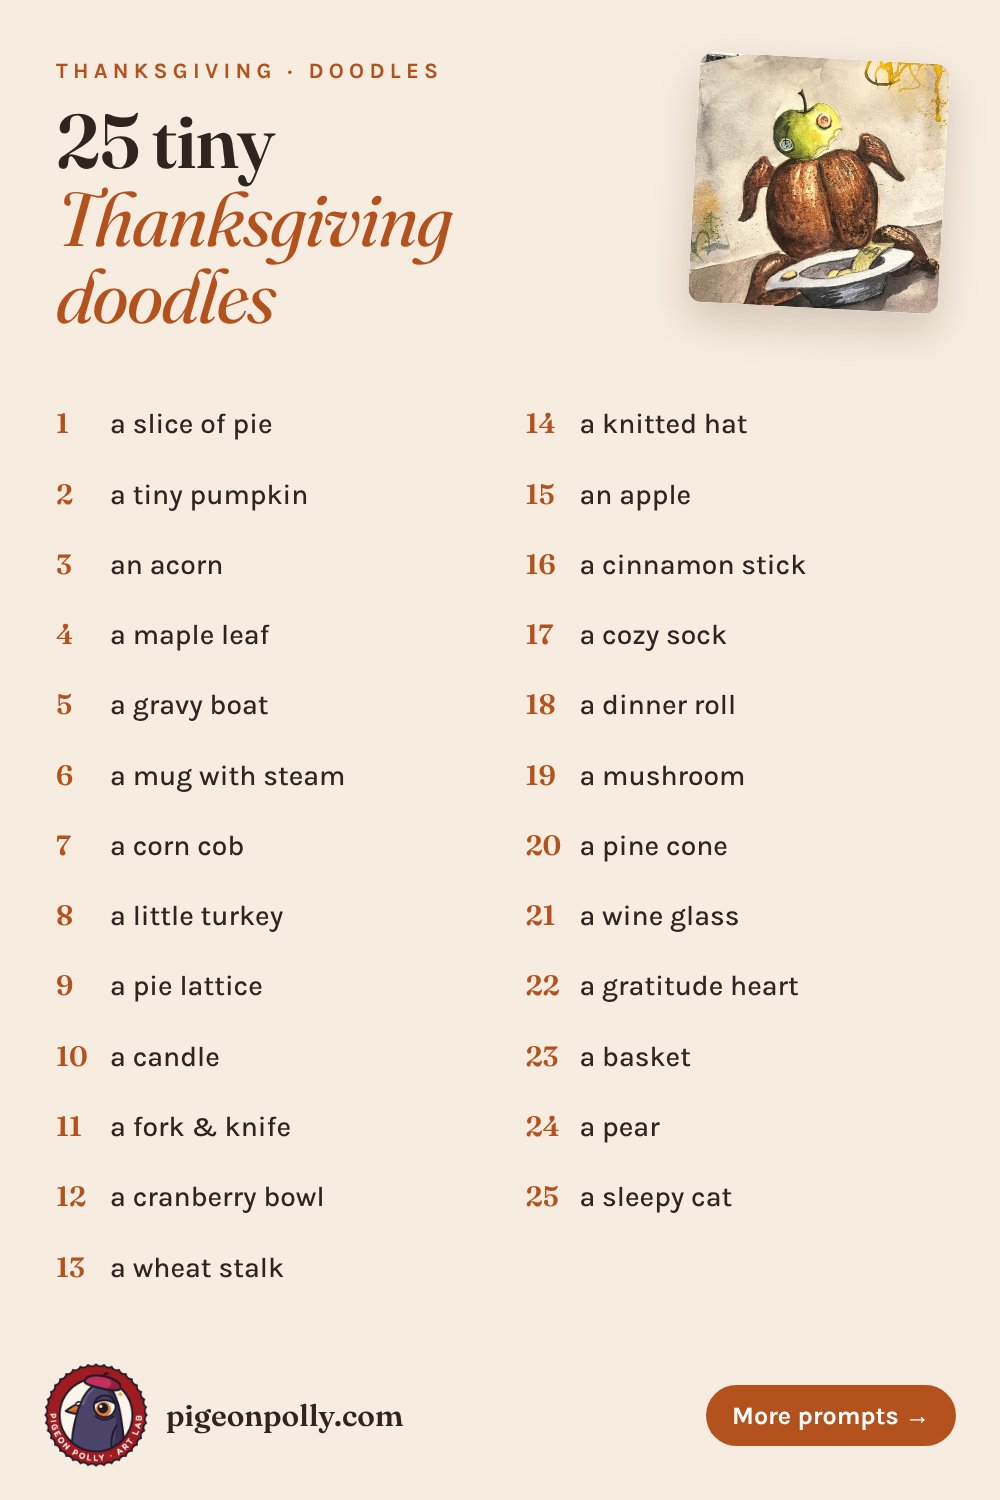 THANKSGIVING · DOODLES
25 tiny
Thanksgiving
doodles
1 a slice of pie
2 a tiny pumpkin
3 an acorn
4 a maple leaf
5 a gravy boat
6 a mug with steam
7 a corn cob
8 a little turkey
9 a pie lattice
10 a candle
11 a fork & knife
12 a cranberry bowl
13 a wheat stalk
14 a knitted hat
15 an apple
16 a cinnamon stick
17 a cozy sock
18 a dinner roll
19 a mushroom
20 a pine cone
21 a wine glass
22 a gratitude heart
23 a basket
24 a pear
25 a sleepy cat
PIGEON POLLY · ART LAB
pigeonpolly.com
More prompts →